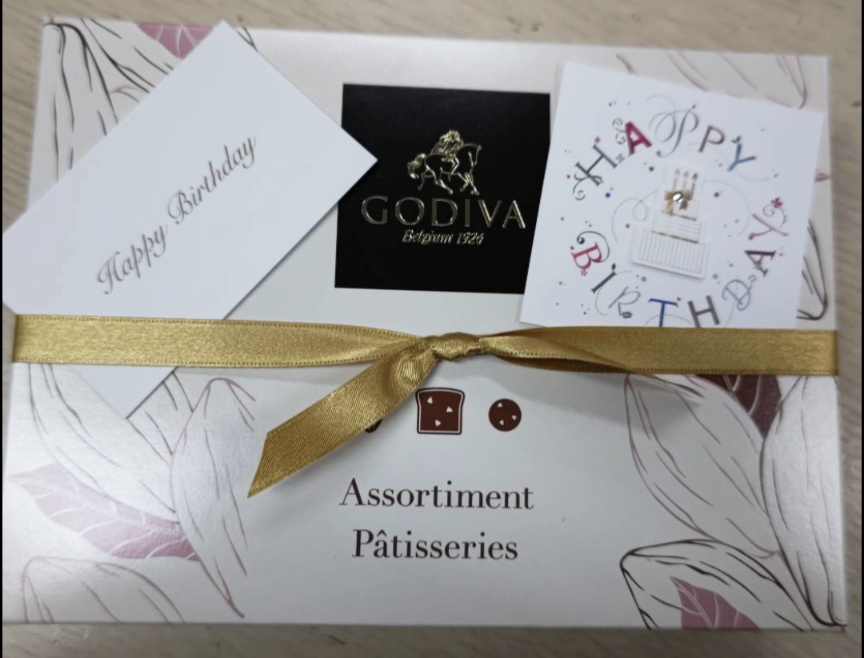 Happy Birthday
GODIVA
Belgium 1926
HAPPY
BIRTHDAY
Assortiment
Pâtisseries